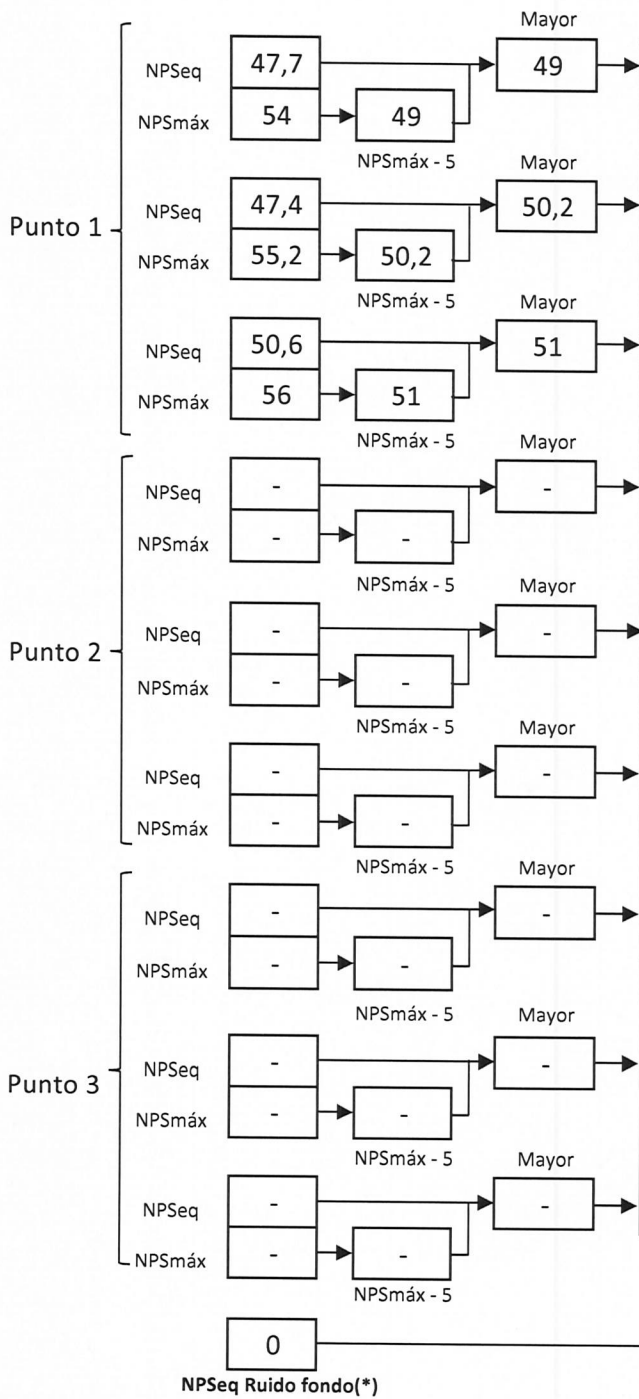 Mayor
NPSeq 47,7 49
NPSmáx 54 49
NPSmáx - 5
Mayor
NPSeq 47,4 50,2
Punto 1
NPSmáx 55,2 50,2
NPSmáx - 5
Mayor
NPSeq 50,6 51
NPSmáx 56 51
NPSmáx - 5
Mayor
NPSeq - -
NPSmáx - -
NPSmáx - 5
Mayor
NPSeq - -
Punto 2
NPSmáx - -
NPSmáx - 5
Mayor
NPSeq - -
NPSmáx - -
NPSmáx - 5
Mayor
NPSeq - -
NPSmáx - -
NPSmáx - 5
Mayor
NPSeq - -
Punto 3
NPSmáx - -
NPSmáx - 5
Mayor
NPSeq - -
NPSmáx - -
NPSmáx - 5
0
NPSeq Ruido fondo(*)